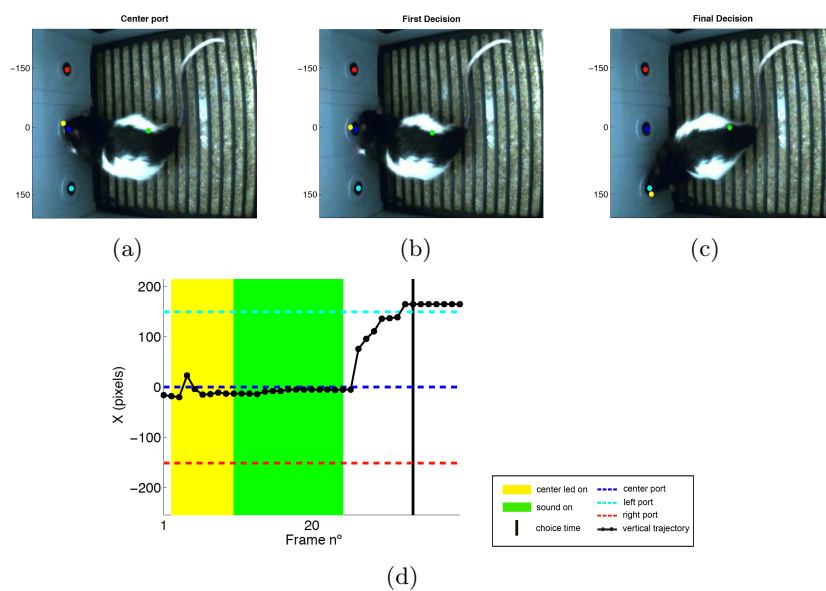 Center port
First Decision
Final Decision
−150
0
150
−150
0
150
−150
0
150
(a)
(b)
(c)
200
100
0
−100
−200
X (pixels)
1
20
Frame nº
center led on
sound on
choice time
center port
left port
right port
vertical trajectory
(d)